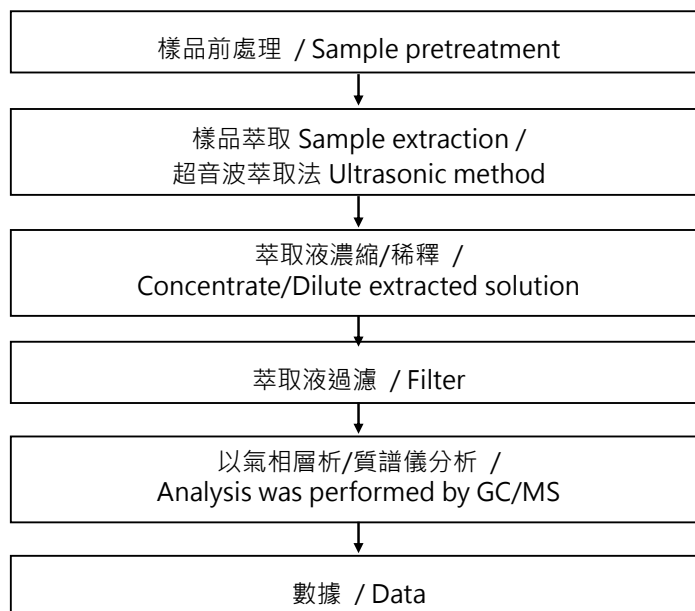 樣品前處理 / Sample pretreatment
樣品萃取 Sample extraction /
超音波萃取法 Ultrasonic method
萃取液濃縮/稀釋 /
Concentrate/Dilute extracted solution
萃取液過濾 / Filter
以氣相層析/質譜儀分析 /
Analysis was performed by GC/MS
數據 / Data